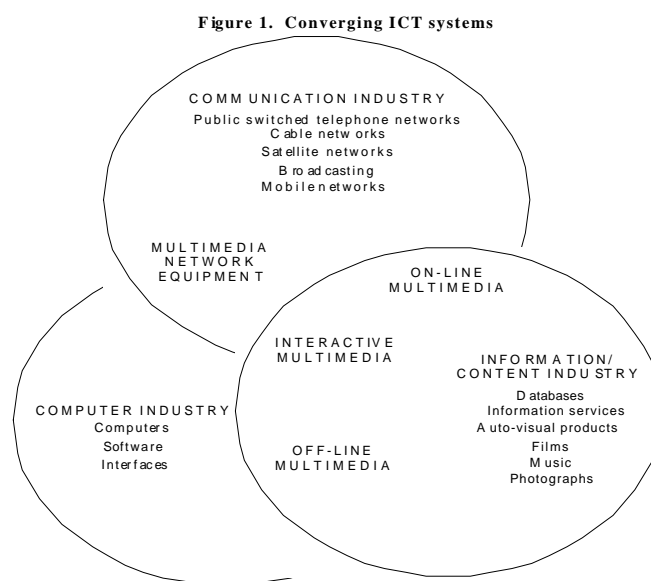 Figure 1. Converging ICT systems
COMMUNICATION INDUSTRY
Public switched telephone networks
Cable networks
Satellite networks
Broadcasting
Mobile networks
MULTIMEDIA
NETWORK
EQUIPMENT
ON-LINE
MULTIMEDIA
INTERACTIVE
MULTIMEDIA
INFORMATION/
CONTENT INDUSTRY
Databases
Information services
Auto-visual products
Films
Music
Photographs
COMPUTER INDUSTRY
Computers
Software
Interfaces
OFF-LINE
MULTIMEDIA